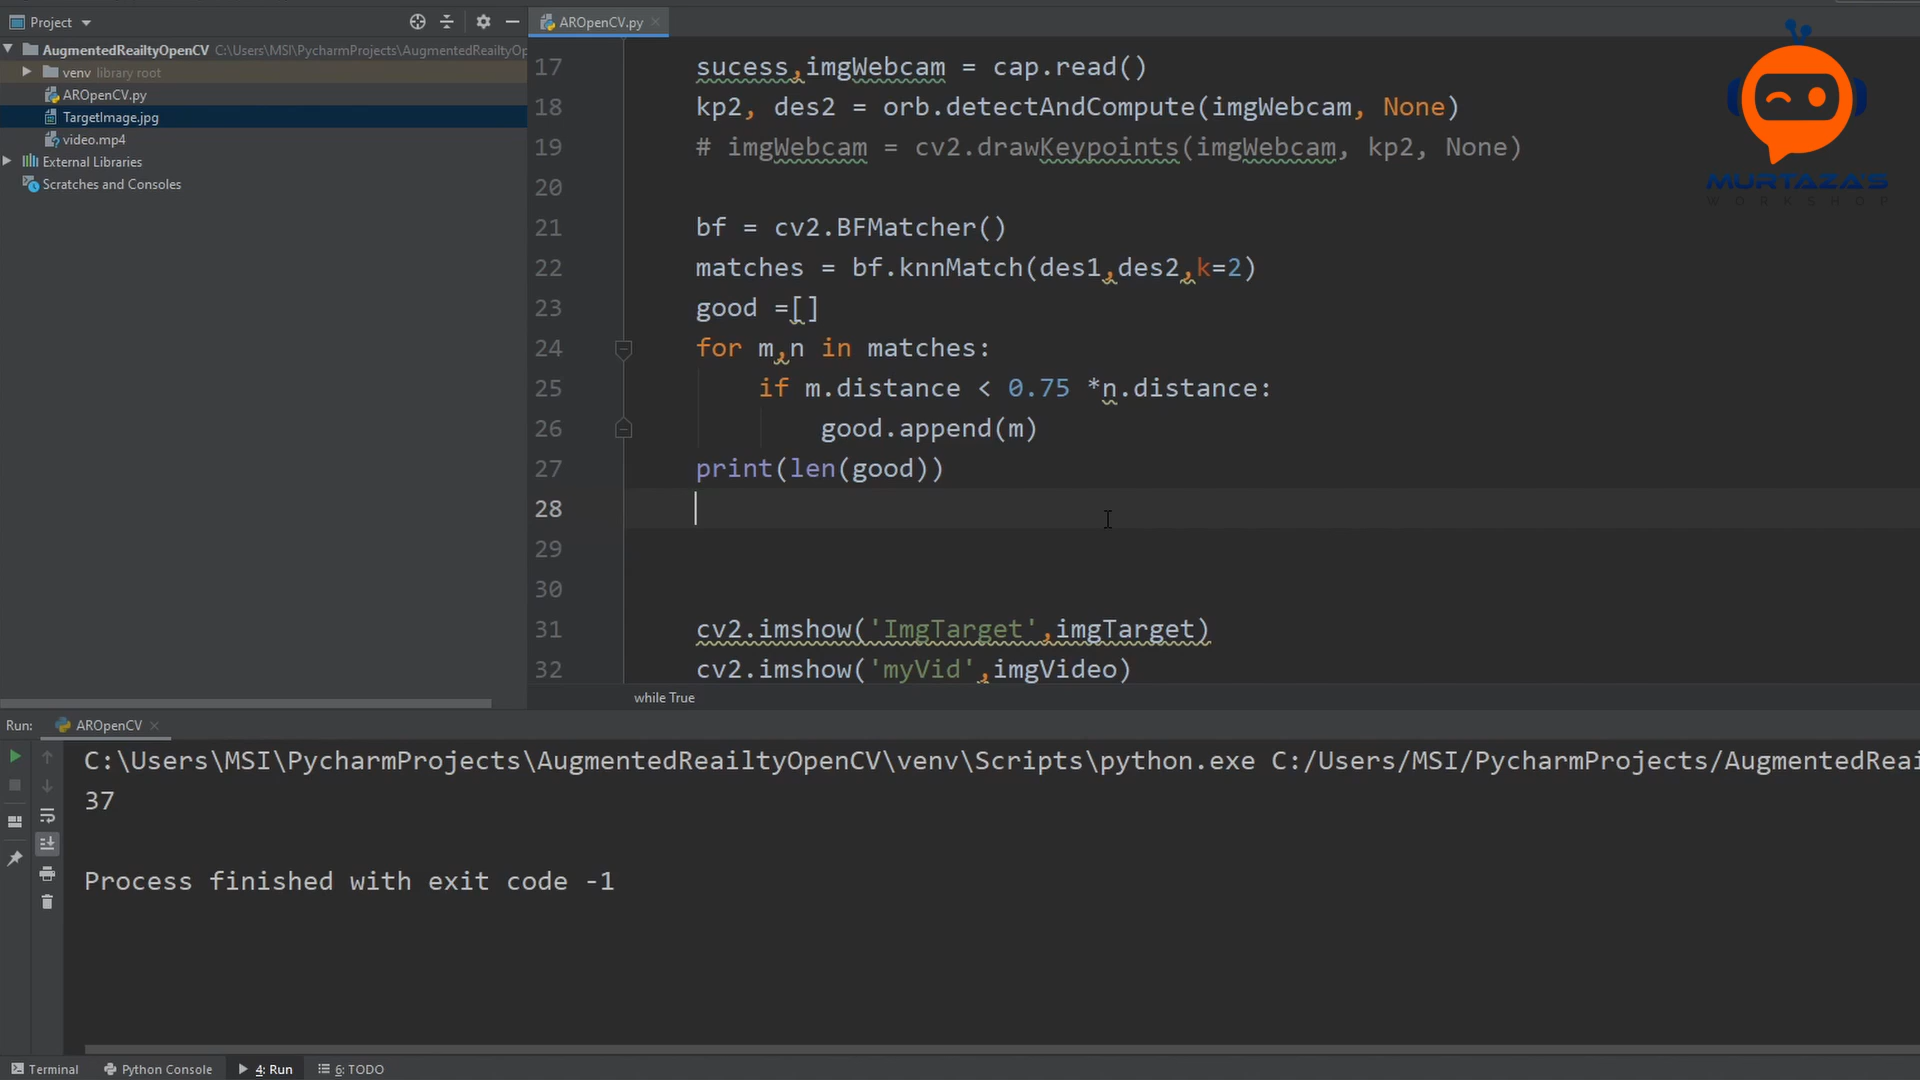 Project
AugmentedReailtyOpenCV C:\Users\MSI\PycharmProjects\AugmentedReailtyOp
venv library root
AROpenCV.py
TargetImage.jpg
video.mp4
External Libraries
Scratches and Consoles
AROpenCV.py
MURTAZA'S
WORKSHOP
17 sucess,imgWebcam = cap.read()
18 kp2, des2 = orb.detectAndCompute(imgWebcam, None)
19 # imgWebcam = cv2.drawKeypoints(imgWebcam, kp2, None)
20
21 bf = cv2.BFMatcher()
22 matches = bf.knnMatch(des1,des2,k=2)
23 good =[]
24 for m,n in matches:
25 if m.distance < 0.75 *n.distance:
26 good.append(m)
27 print(len(good))
28
29
30
31 cv2.imshow('ImgTarget',imgTarget)
32 cv2.imshow('myVid',imgVideo)
while True
Run: AROpenCV
C:\Users\MSI\PycharmProjects\AugmentedReailtyOpenCV\venv\Scripts\python.exe C:/Users/MSI/PycharmProjects/AugmentedReai
37
Process finished with exit code -1
Terminal Python Console 4: Run 6: TODO